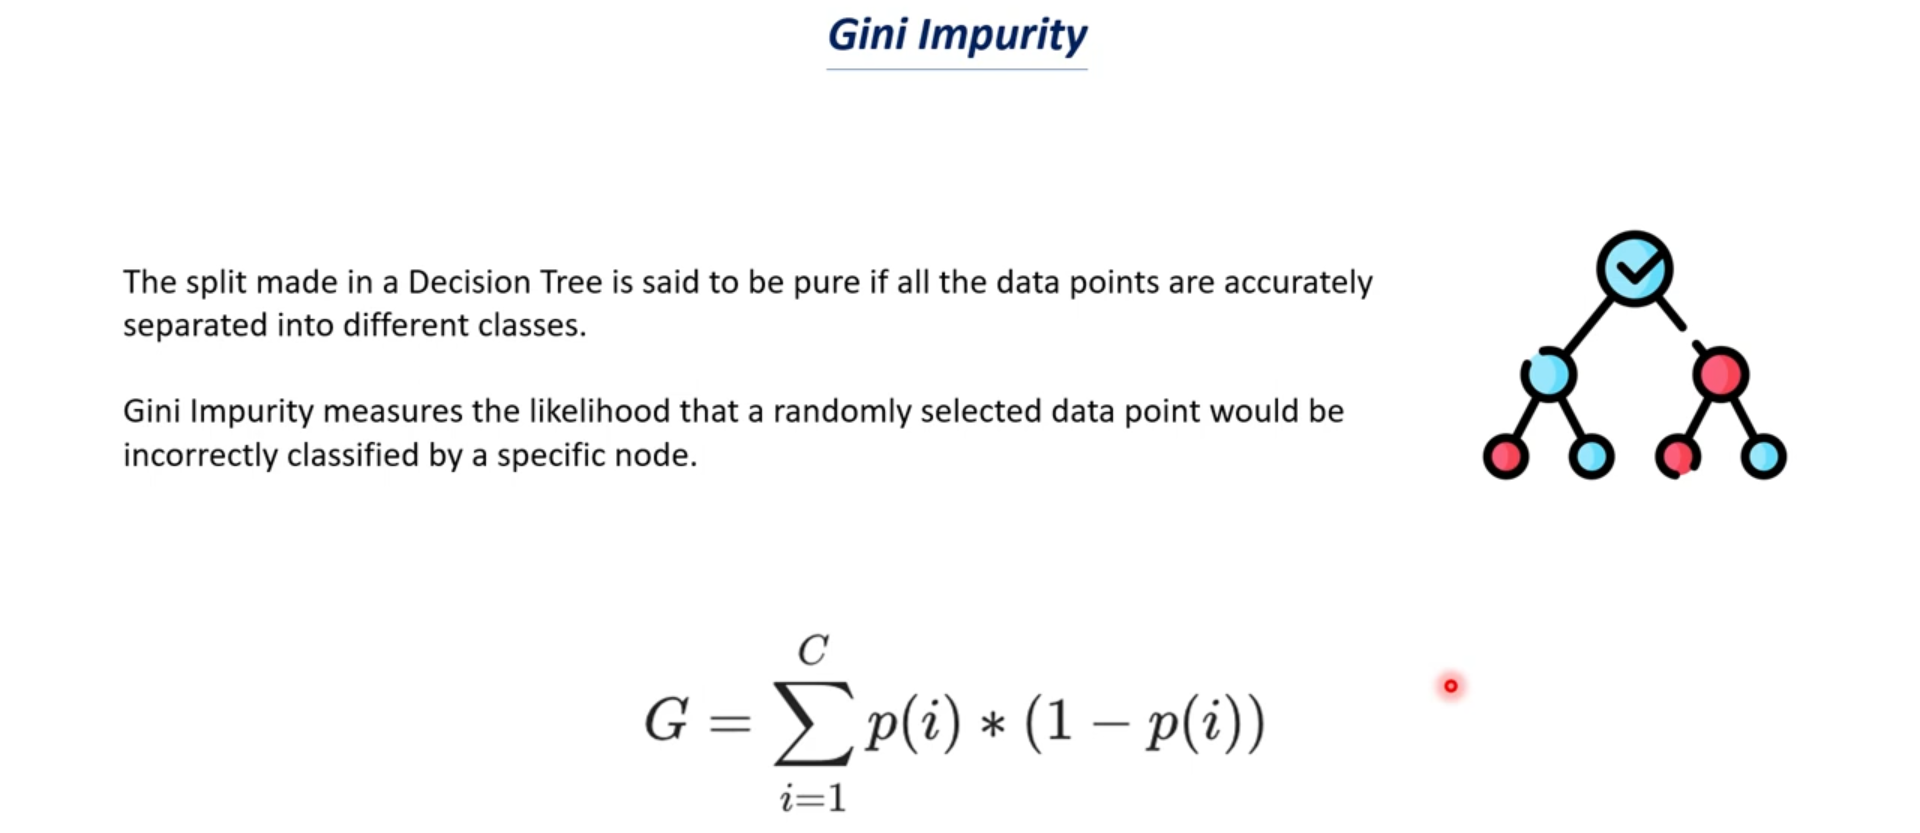 Gini Impurity
The split made in a Decision Tree is said to be pure if all the data points are accurately
separated into different classes.
Gini Impurity measures the likelihood that a randomly selected data point would be
incorrectly classified by a specific node.
C
G = ∑ p(i) * (1 − p(i))
i=1